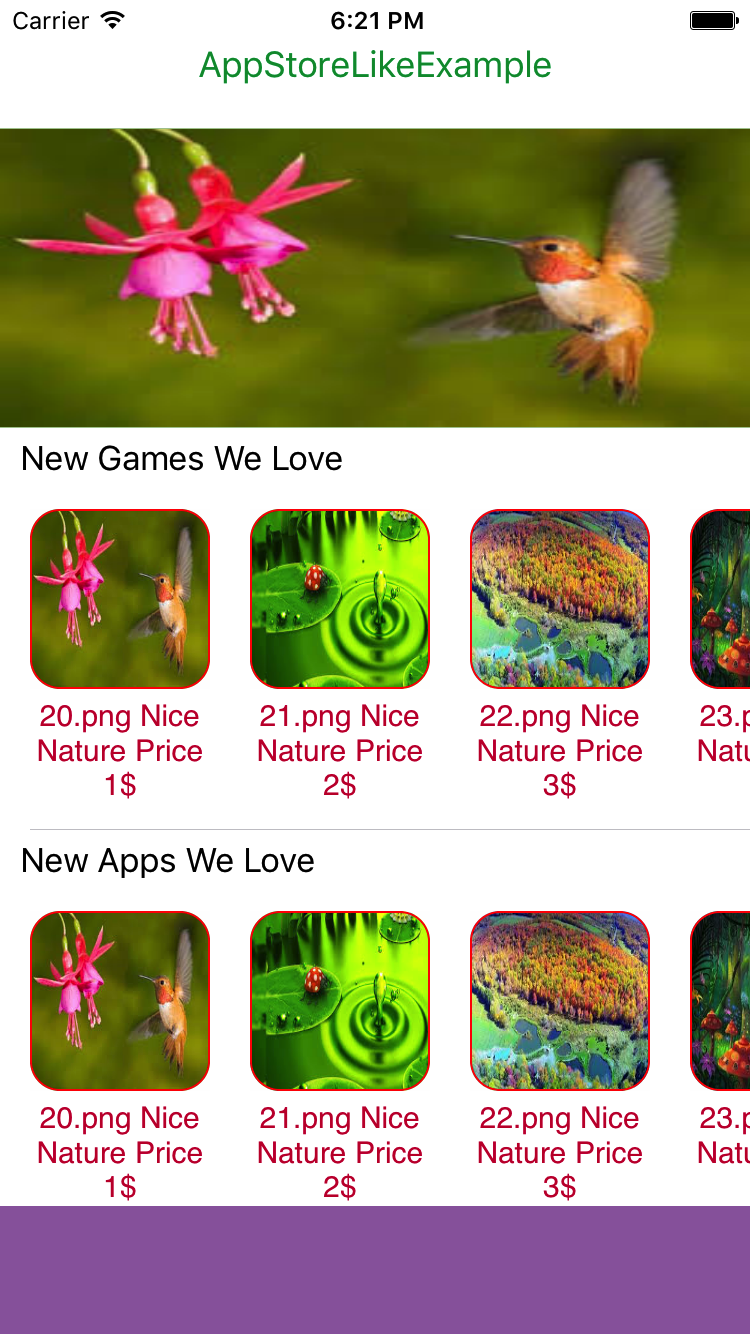 Carrier 6:21 PM
AppStoreLikeExample
New Games We Love
20.png Nice 21.png Nice 22.png Nice 23.p
Nature Price Nature Price Nature Price Natu
1$ 2$ 3$
New Apps We Love
20.png Nice 21.png Nice 22.png Nice 23.p
Nature Price Nature Price Nature Price Natu
1$ 2$ 3$